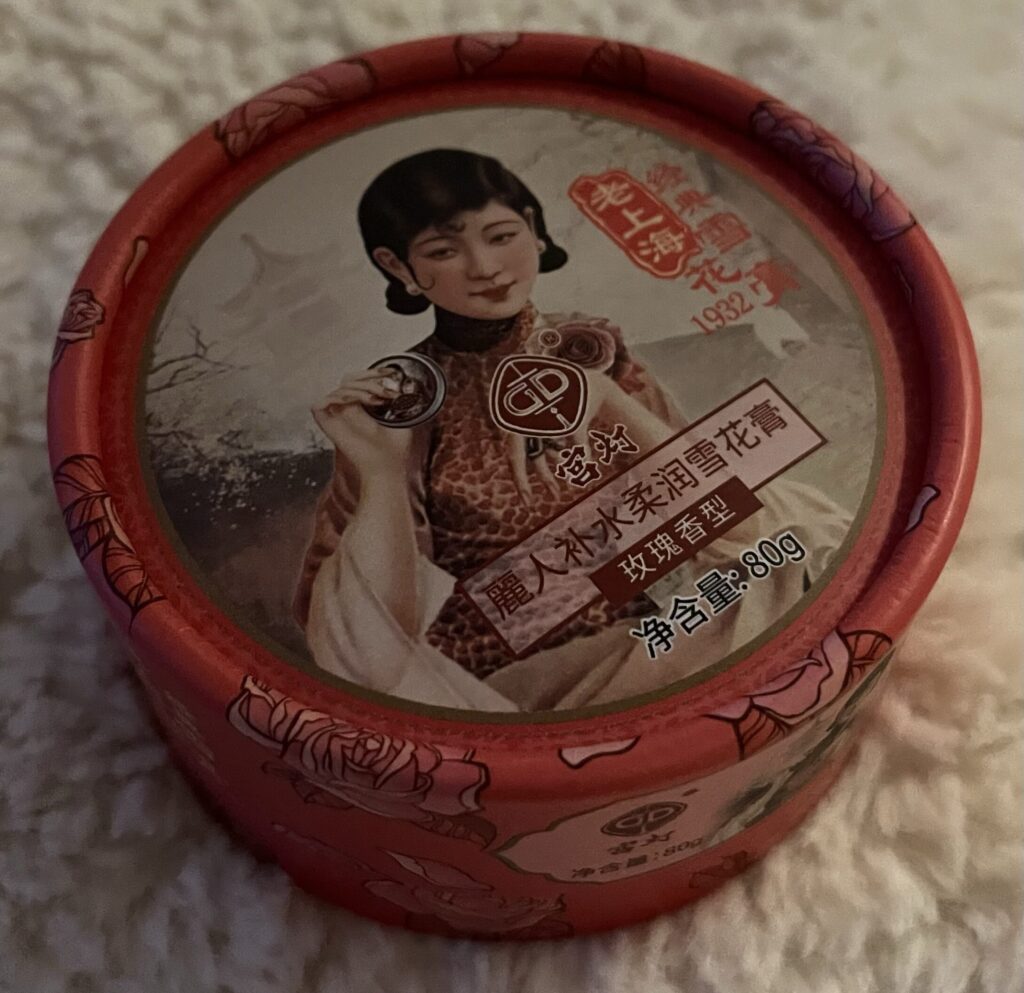 老上海
经典雪花膏
1932
GD
宫灯
麗人补水柔润雪花膏
玫瑰香型
净含量:80g
宫灯
净含量:80g